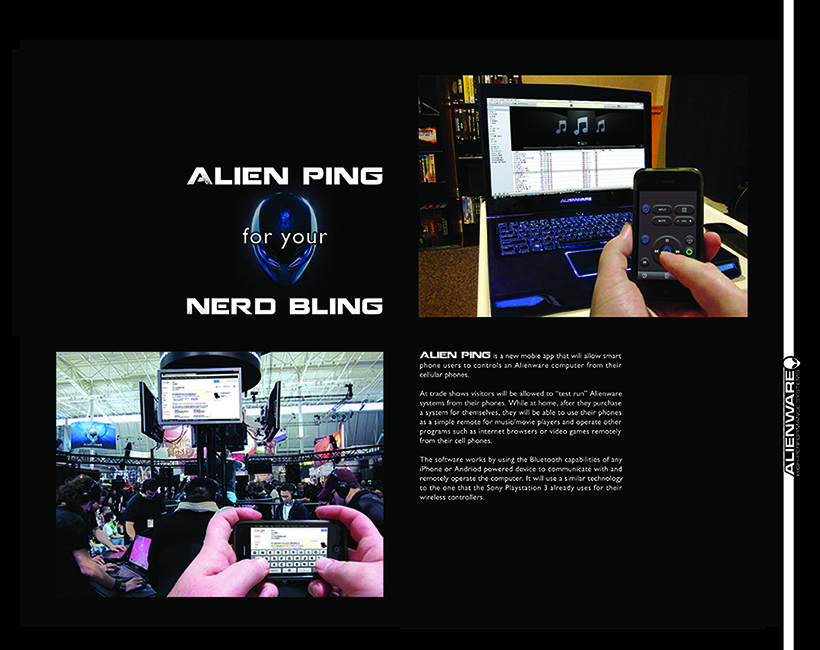 ALIEN PING
for your
NERD BLING
ALIENWARE
ALIEN PING is a new mobie app that will allow smart
phone users to controls an Alienware computer from their
cellular phones.
At trade shows visitors will be allowed to "test run" Alienware
systems from their phones. While at home, after they purchase
a system for themselves, they will be able to use their phones
as a simple remote for music/movie players and operate other
programs such as internet browsers or video games remotely
from their cell phones.
The software works by using the Bluetooth capabilities of any
iPhone or Andriod powered device to communicate with and
remotely operate the computer. It will use a similar technology
to the one that the Sony Playstation 3 already uses for their
wireless controllers.
ALIENWARE
HIGH-PERFORMANCE SYSTEMS